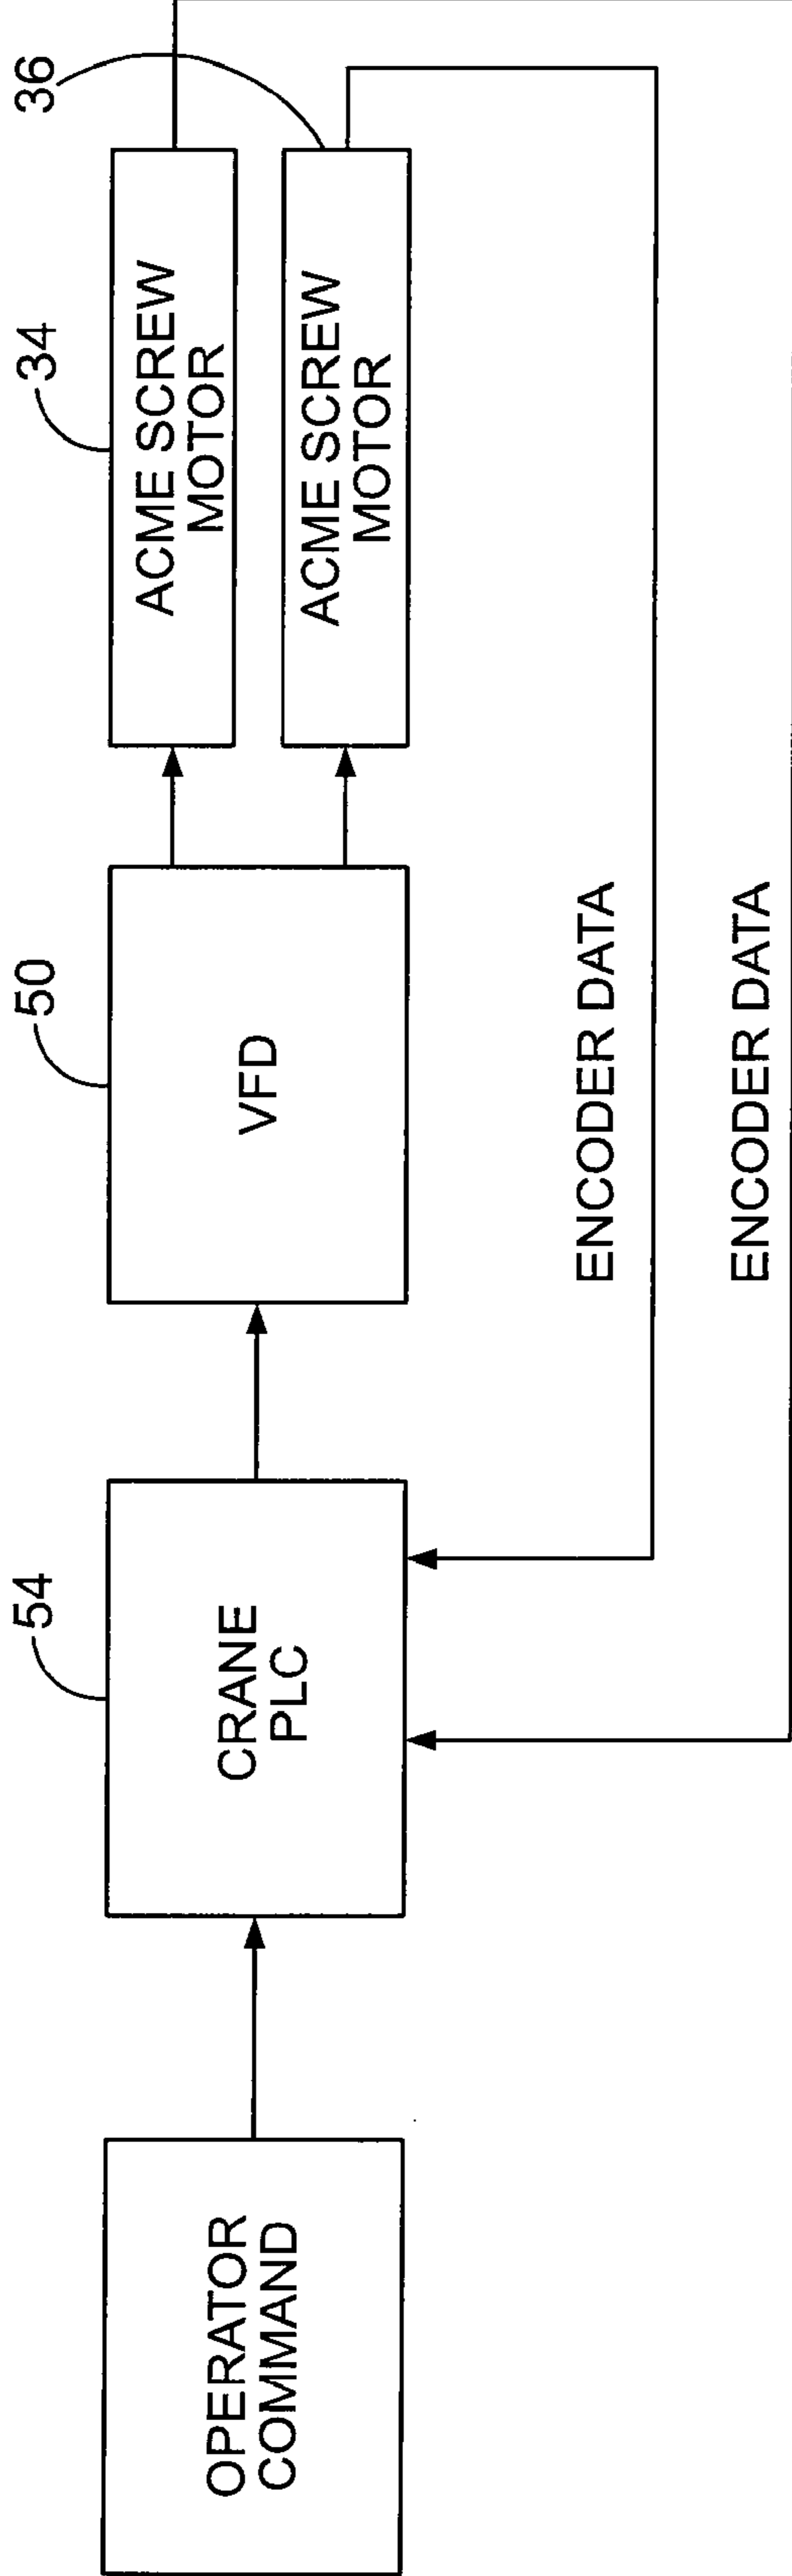 OPERATOR
COMMAND
54
CRANE
PLC
50
VFD
34
ACME SCREW
MOTOR
36
ACME SCREW
MOTOR
ENCODER DATA
ENCODER DATA